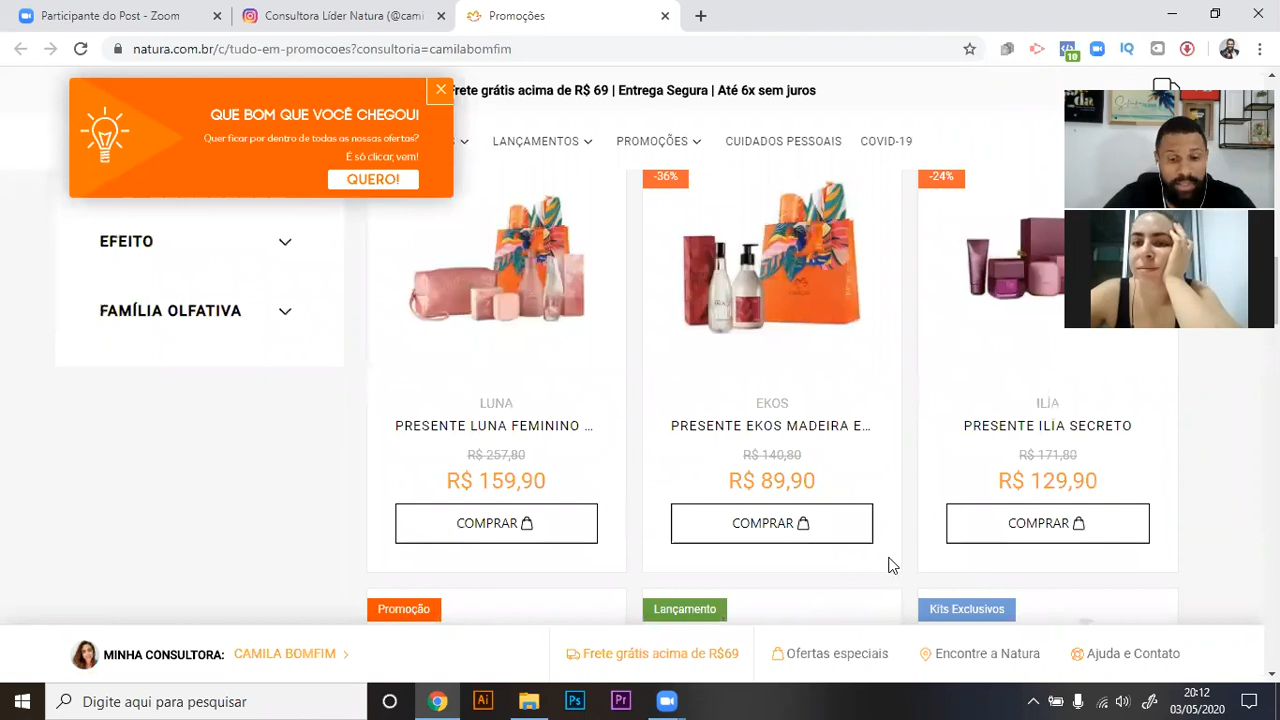 Participante do Post - Zoom
Consultora Líder Natura (@cami
Promoções
natura.com.br/c/tudo-em-promocoes?consultoria=camilabomfim
10
IQ
QUE BOM QUE VOCÊ CHEGOU!
Quer ficar por dentro de todas as nossas ofertas?
É só clicar, vem!
QUERO!
Frete grátis acima de R$ 69 | Entrega Segura | Até 6x sem juros
LANÇAMENTOS
PROMOÇÕES
CUIDADOS PESSOAIS
COVID-19
EFEITO
FAMÍLIA OLFATIVA
-36%
-24%
LUNA
PRESENTE LUNA FEMININO ...
R$ 257,80
R$ 159,90
COMPRAR
EKOS
PRESENTE EKOS MADEIRA E...
R$ 140,80
R$ 89,90
COMPRAR
ILÍA
PRESENTE ILÍA SECRETO
R$ 171,80
R$ 129,90
COMPRAR
Promoção
Lançamento
Kits Exclusivos
MINHA CONSULTORA: CAMILA BOMFIM
Frete grátis acima de R$69
Ofertas especiais
Encontre a Natura
Ajuda e Contato
Digite aqui para pesquisar
Ai
Ps
Pr
20:12
03/05/2020